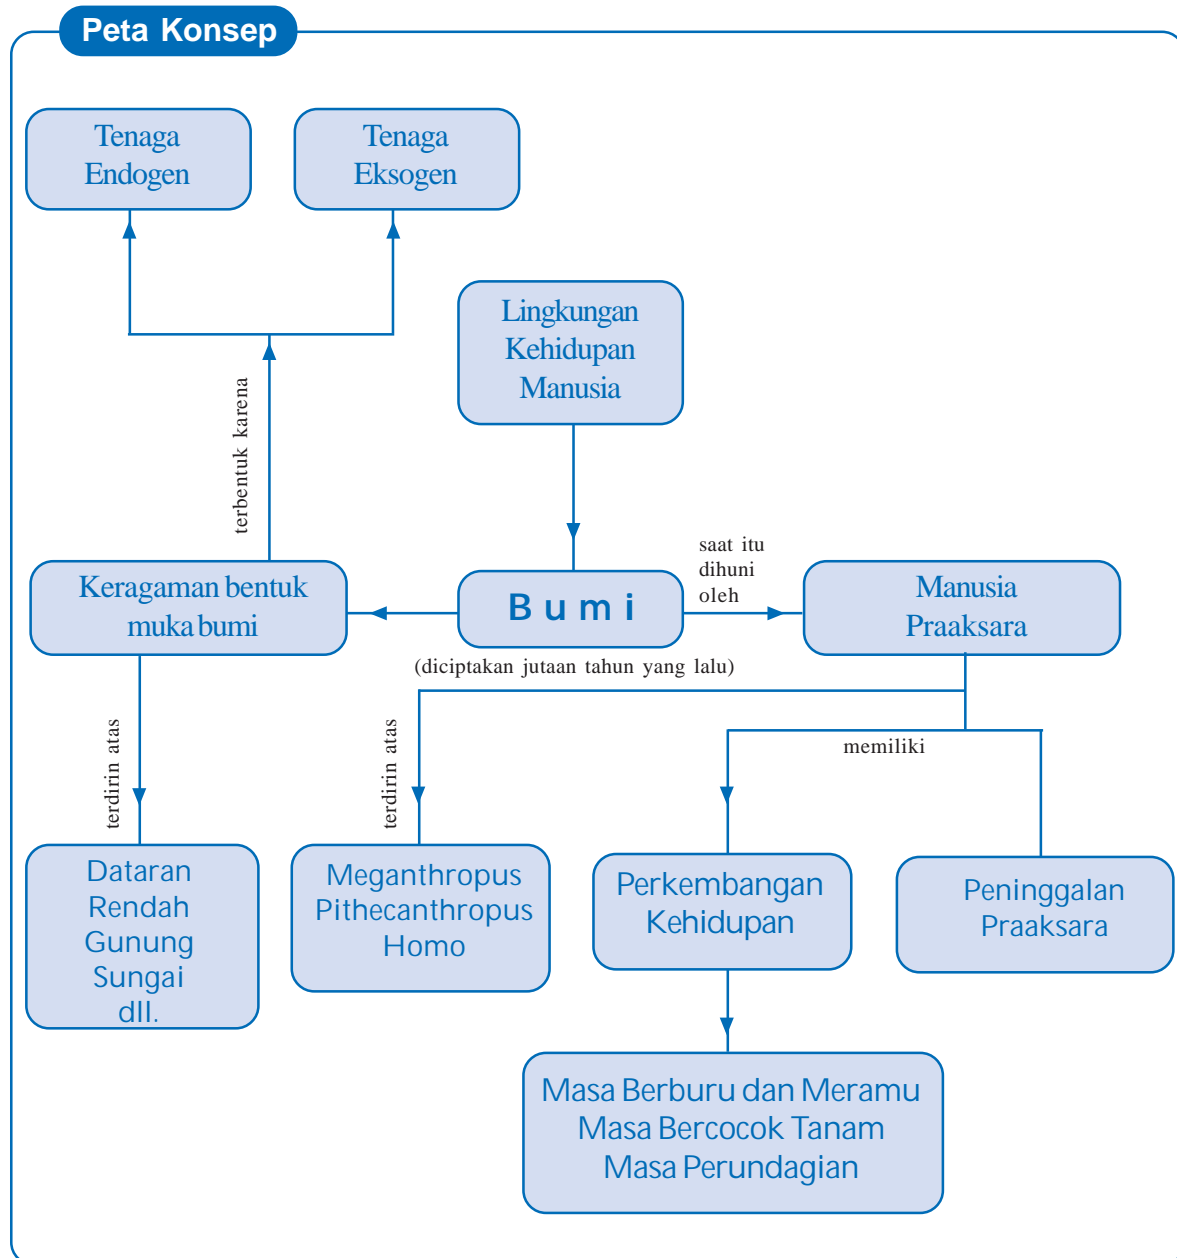 Peta Konsep
Tenaga
Endogen
Tenaga
Eksogen
Lingkungan
Kehidupan
Manusia
terbentuk karena
Keragaman bentuk
muka bumi
Bumi
saat itu
dihuni
oleh
Manusia
Praaksara
(diciptakan jutaan tahun yang lalu)
terdirin atas
terdirin atas
memiliki
Dataran
Rendah
Gunung
Sungai
dll.
Meganthropus
Pithecanthropus
Homo
Perkembangan
Kehidupan
Peninggalan
Praaksara
Masa Berburu dan Meramu
Masa Bercocok Tanam
Masa Perundagian